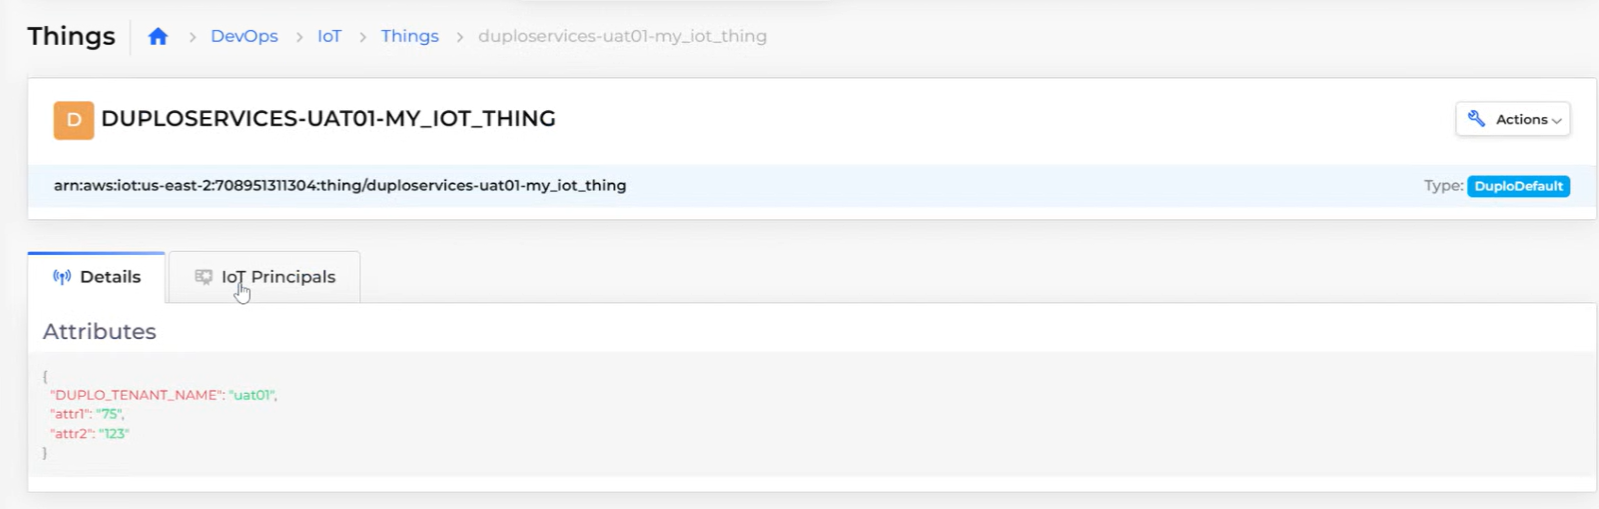 Things > DevOps > IoT > Things > duploservices-uat01-my_iot_thing
D DUPLOSERVICES-UAT01-MY_IOT_THING
Actions
arn:aws:iot:us-east-2:708951311304:thing/duploservices-uat01-my_iot_thing
Type: DuploDefault
Details
IoT Principals
Attributes
{
"DUPLO_TENANT_NAME": "uat01",
"attr1": "75",
"attr2": "123"
}